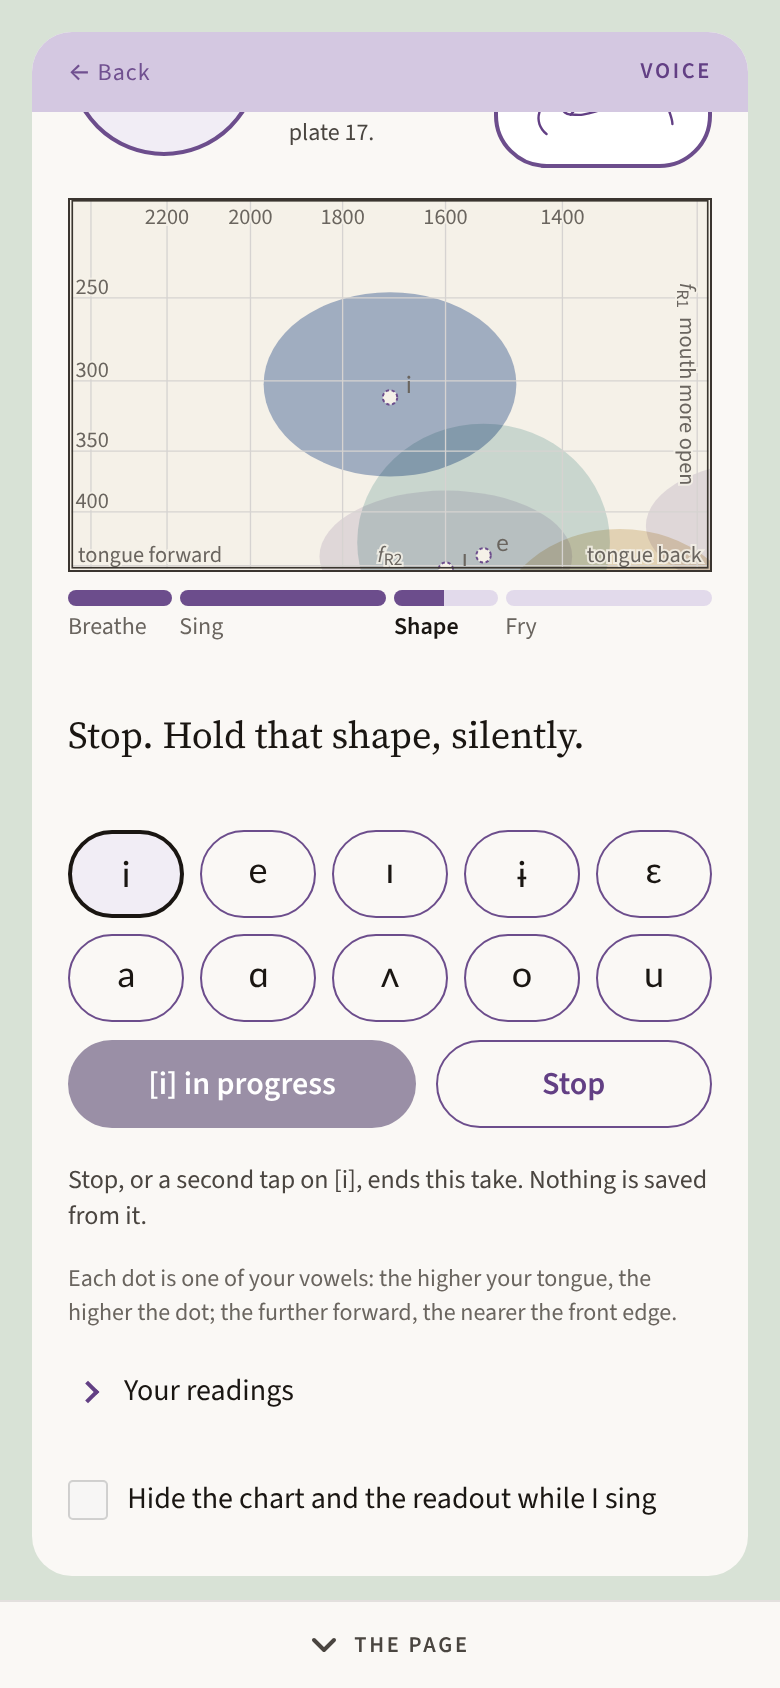 ← Back
VOICE
plate 17.
2200 2000 1800 1600 1400
250
300
350
400
fR1 mouth more open
i
e
ɪ
tongue forward
fR2
tongue back
Breathe Sing Shape Fry
Stop. Hold that shape, silently.
i e ɪ ɨ ɛ
a ɑ ʌ o u
[i] in progress
Stop
Stop, or a second tap on [i], ends this take. Nothing is saved
from it.
Each dot is one of your vowels: the higher your tongue, the
higher the dot; the further forward, the nearer the front edge.
Your readings
Hide the chart and the readout while I sing
THE PAGE